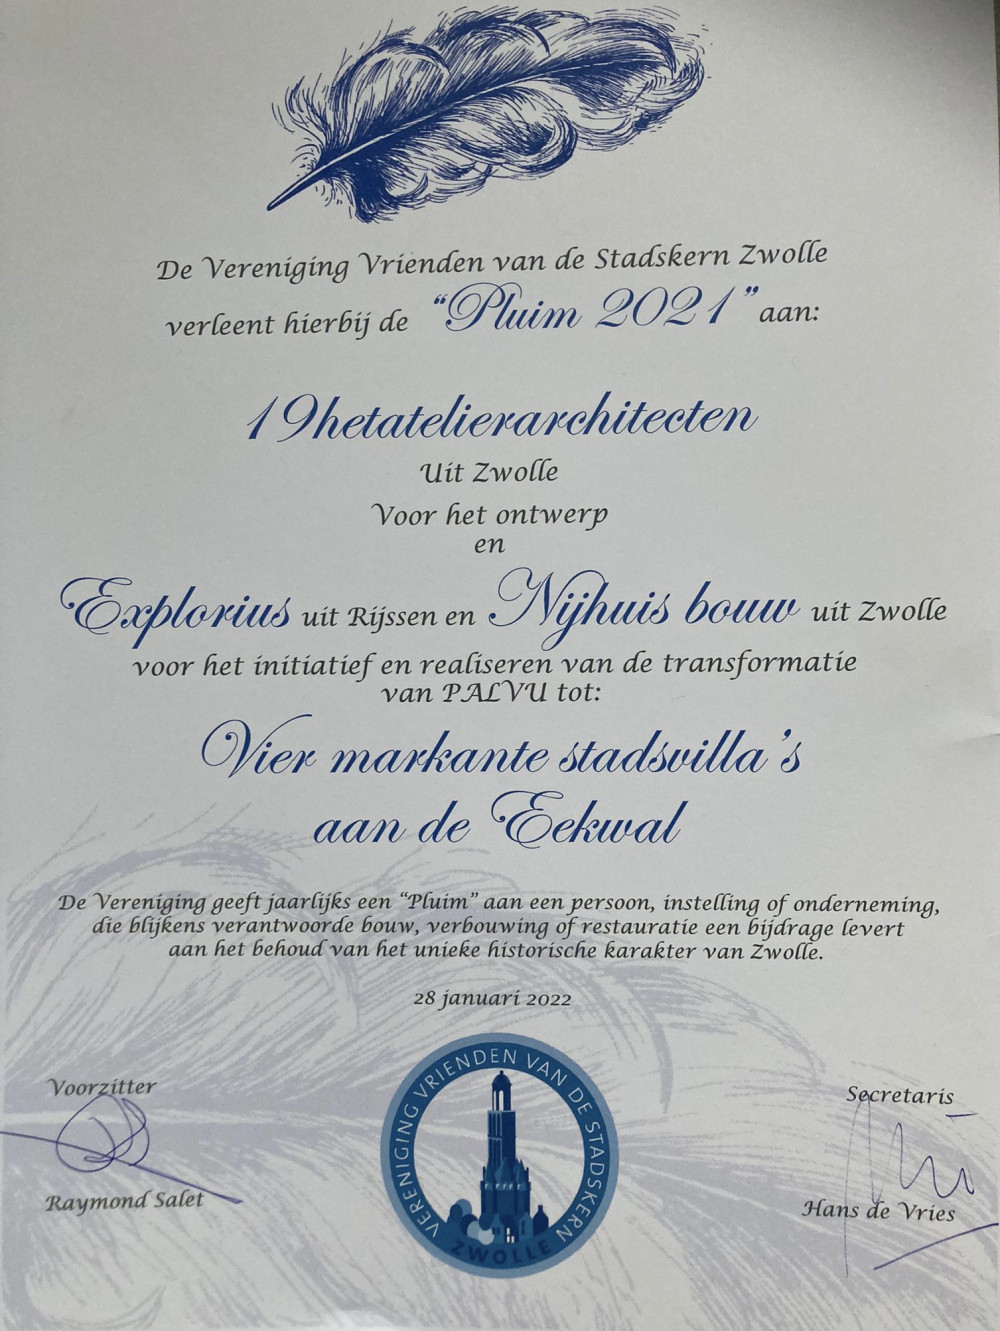 De Vereniging Vrienden van de Stadskern Zwolle
verleent hierbij de "Pluim 2021" aan:
19hetatelierarchitecten
Uit Zwolle
Voor het ontwerp
en
Explorius uit Rijssen en Nijhuis bouw uit Zwolle
voor het initiatief en realiseren van de transformatie
van PALVU tot:
Vier markante stadsvilla's
aan de Eekwal
De Vereniging geeft jaarlijks een "Pluim" aan een persoon, instelling of onderneming,
die blijkens verantwoorde bouw, verbouwing of restauratie een bijdrage levert
aan het behoud van het unieke historische karakter van Zwolle.
28 januari 2022
VERENIGING VRIENDEN VAN DE STADSKERN
ZWOLLE
Voorzitter
Raymond Salet
Secretaris
Hans de Vries